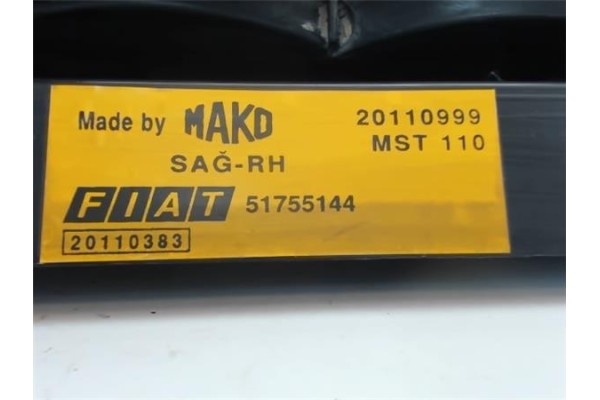 Made by MAKO 20110999
SAĞ-RH MST 110
FIAT 51755144
20110383